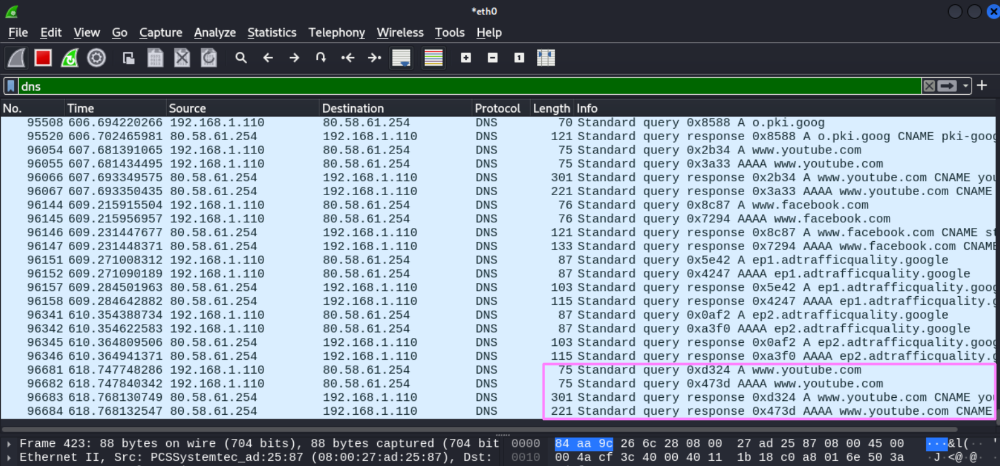 *eth0
File Edit View Go Capture Analyze Statistics Telephony Wireless Tools Help
dns
No. Time Source Destination Protocol Length Info
95508 606.694220266 192.168.1.110 80.58.61.254 DNS 70 Standard query 0x8588 A o.pki.goog
95520 606.702465981 80.58.61.254 192.168.1.110 DNS 121 Standard query response 0x8588 A o.pki.goog CNAME pki-goog
96054 607.681391065 192.168.1.110 80.58.61.254 DNS 75 Standard query 0x2b34 A www.youtube.com
96055 607.681434495 192.168.1.110 80.58.61.254 DNS 75 Standard query 0x3a33 AAAA www.youtube.com
96066 607.693349575 80.58.61.254 192.168.1.110 DNS 301 Standard query response 0x2b34 A www.youtube.com CNAME you
96067 607.693350435 80.58.61.254 192.168.1.110 DNS 221 Standard query response 0x3a33 AAAA www.youtube.com CNAME
96144 609.215915504 192.168.1.110 80.58.61.254 DNS 76 Standard query 0x8c87 A www.facebook.com
96145 609.215956957 192.168.1.110 80.58.61.254 DNS 76 Standard query 0x7294 AAAA www.facebook.com
96146 609.231447677 80.58.61.254 192.168.1.110 DNS 121 Standard query response 0x8c87 A www.facebook.com CNAME st
96147 609.231448371 80.58.61.254 192.168.1.110 DNS 133 Standard query response 0x7294 AAAA www.facebook.com CNAME
96151 609.271008312 192.168.1.110 80.58.61.254 DNS 87 Standard query 0x5e42 A ep1.adtrafficquality.google
96152 609.271090189 192.168.1.110 80.58.61.254 DNS 87 Standard query 0x4247 AAAA ep1.adtrafficquality.google
96157 609.284501963 80.58.61.254 192.168.1.110 DNS 103 Standard query response 0x5e42 A ep1.adtrafficquality.goog
96158 609.284642882 80.58.61.254 192.168.1.110 DNS 115 Standard query response 0x4247 AAAA ep1.adtrafficquality.g
96341 610.354388734 192.168.1.110 80.58.61.254 DNS 87 Standard query 0x0af2 A ep2.adtrafficquality.google
96342 610.354622583 192.168.1.110 80.58.61.254 DNS 87 Standard query 0xa3f0 AAAA ep2.adtrafficquality.google
96345 610.364809506 80.58.61.254 192.168.1.110 DNS 103 Standard query response 0x0af2 A ep2.adtrafficquality.goog
96346 610.364941371 80.58.61.254 192.168.1.110 DNS 115 Standard query response 0xa3f0 AAAA ep2.adtrafficquality.g
96681 618.747748286 192.168.1.110 80.58.61.254 DNS 75 Standard query 0xd324 A www.youtube.com
96682 618.747840342 192.168.1.110 80.58.61.254 DNS 75 Standard query 0x473d AAAA www.youtube.com
96683 618.768130749 80.58.61.254 192.168.1.110 DNS 301 Standard query response 0xd324 A www.youtube.com CNAME you
96684 618.768132547 80.58.61.254 192.168.1.110 DNS 221 Standard query response 0x473d AAAA www.youtube.com CNAME
Frame 423: 88 bytes on wire (704 bits), 88 bytes captured (704 bit 0000 84 aa 9c 26 6c 28 08 00 27 ad 25 87 08 00 45 00 ···&l(·· '
Ethernet II, Src: PCSSystemtec_ad:25:87 (08:00:27:ad:25:87), Dst: 0010 00 4a cf 3c 40 00 40 11 1b 18 c0 a8 01 6e 50 3a ·J·<@·@·